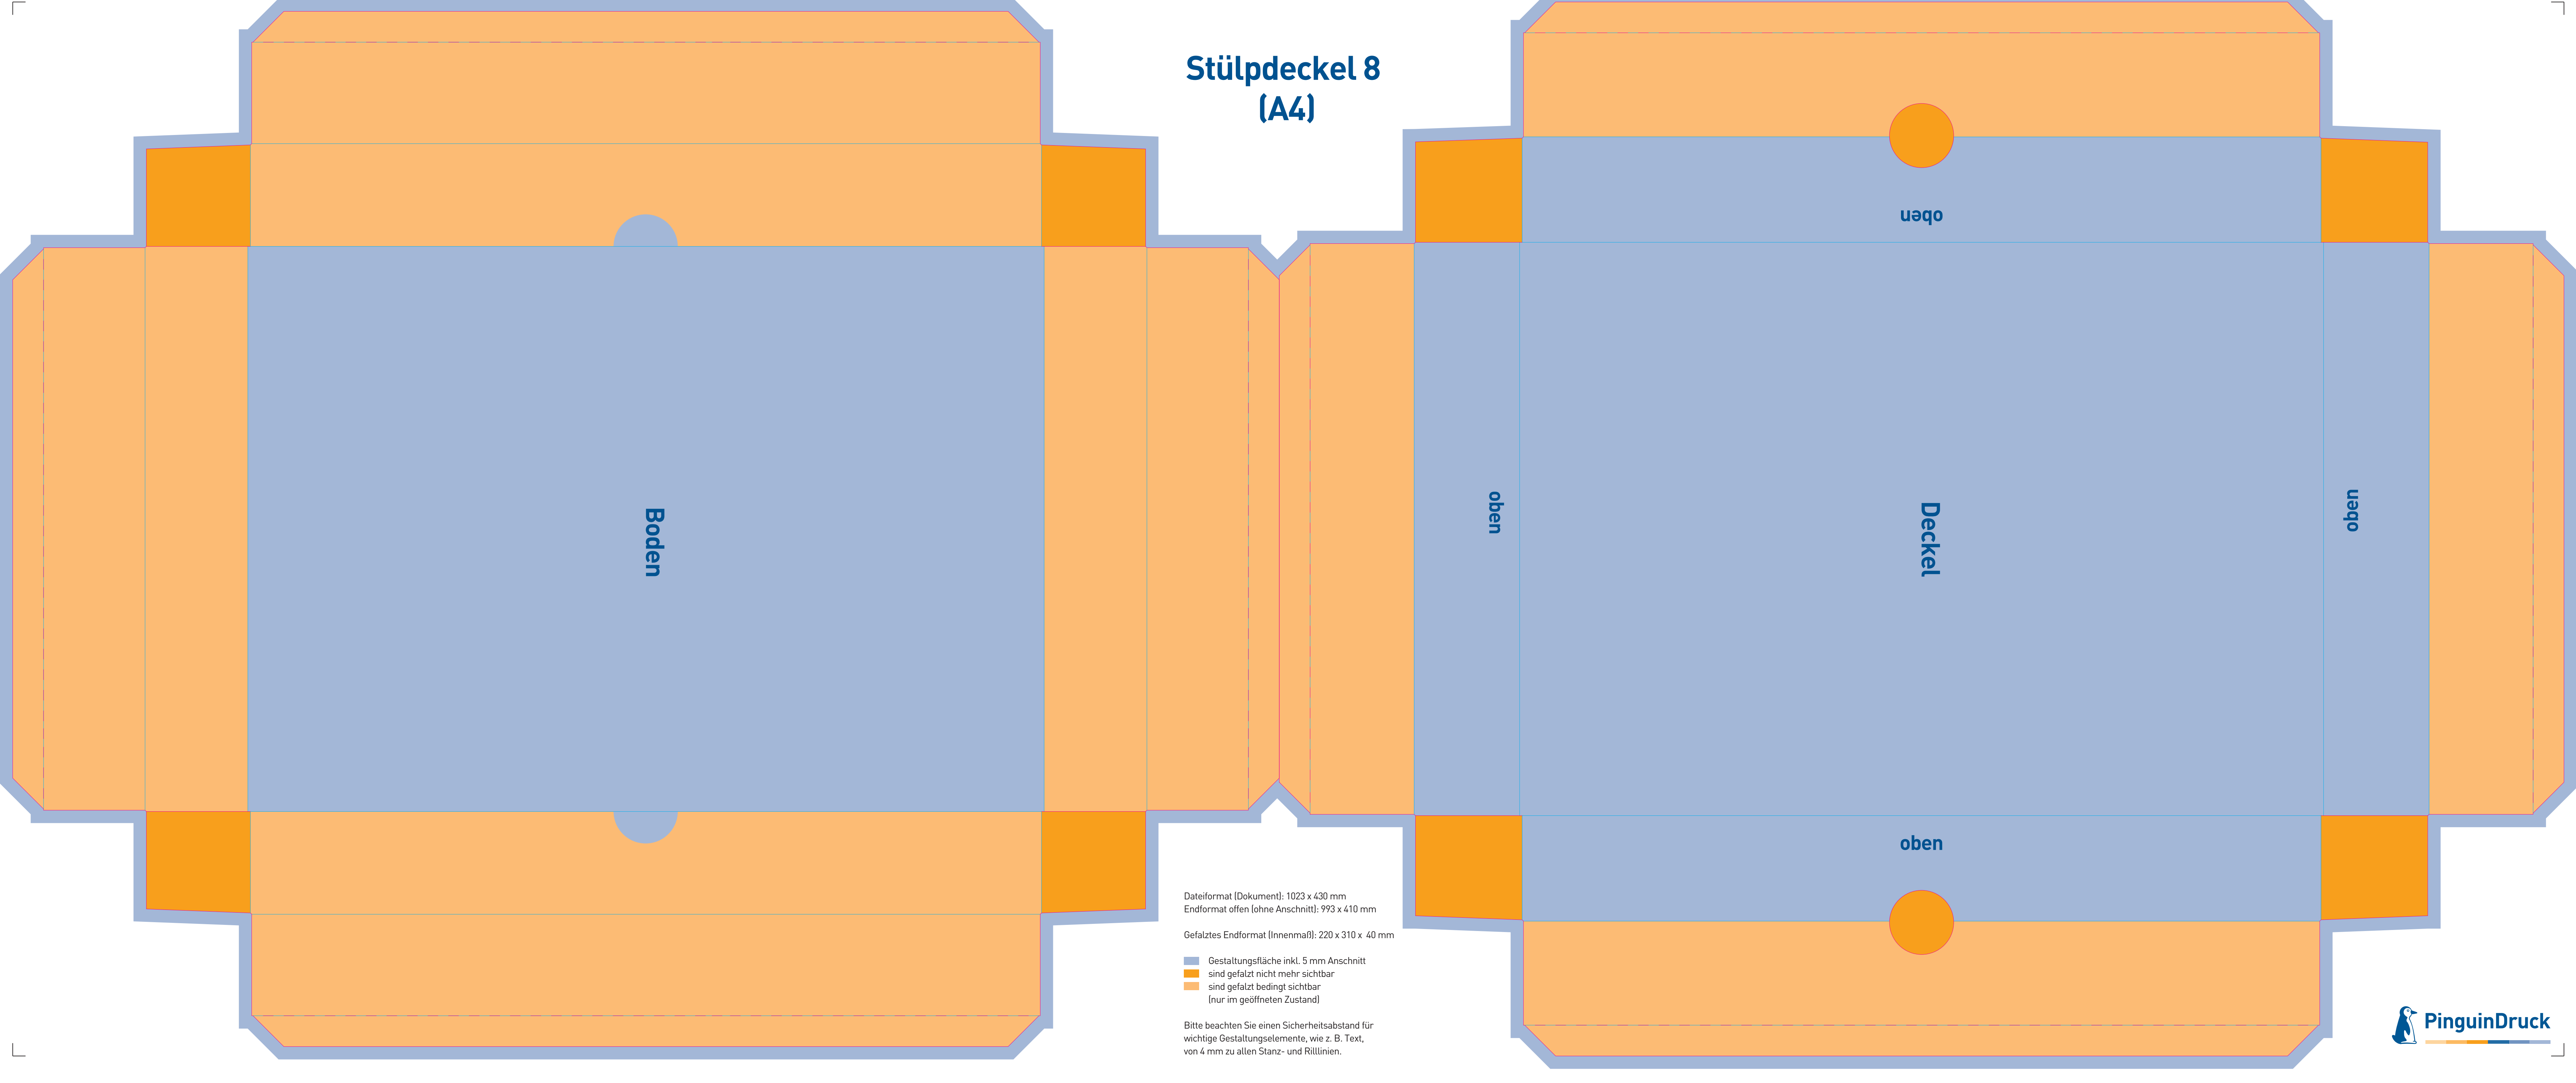 Stülpdeckel 8
(A4)
oben
Boden
oben
Deckel
oben
oben
Dateiformat (Dokument): 1023 x 430 mm
Endformat offen (ohne Anschnitt): 993 x 410 mm
Gefalztes Endformat (Innenmaß): 220 x 310 x 40 mm
Gestaltungsfläche inkl. 5 mm Anschnitt
sind gefalzt nicht mehr sichtbar
sind gefalzt bedingt sichtbar
(nur im geöffneten Zustand)
Bitte beachten Sie einen Sicherheitsabstand für
wichtige Gestaltungselemente, wie z. B. Text,
von 4 mm zu allen Stanz- und Rilllinien.
PinguinDruck